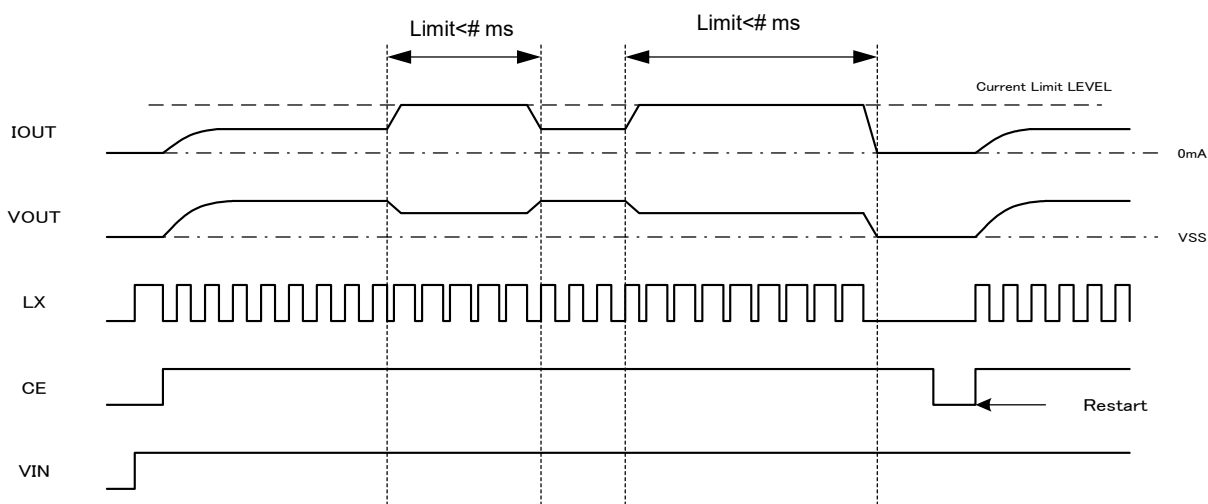 Limit<# ms
Limit<# ms
Current Limit LEVEL
IOUT
0mA
VOUT
VSS
LX
CE
Restart
VIN